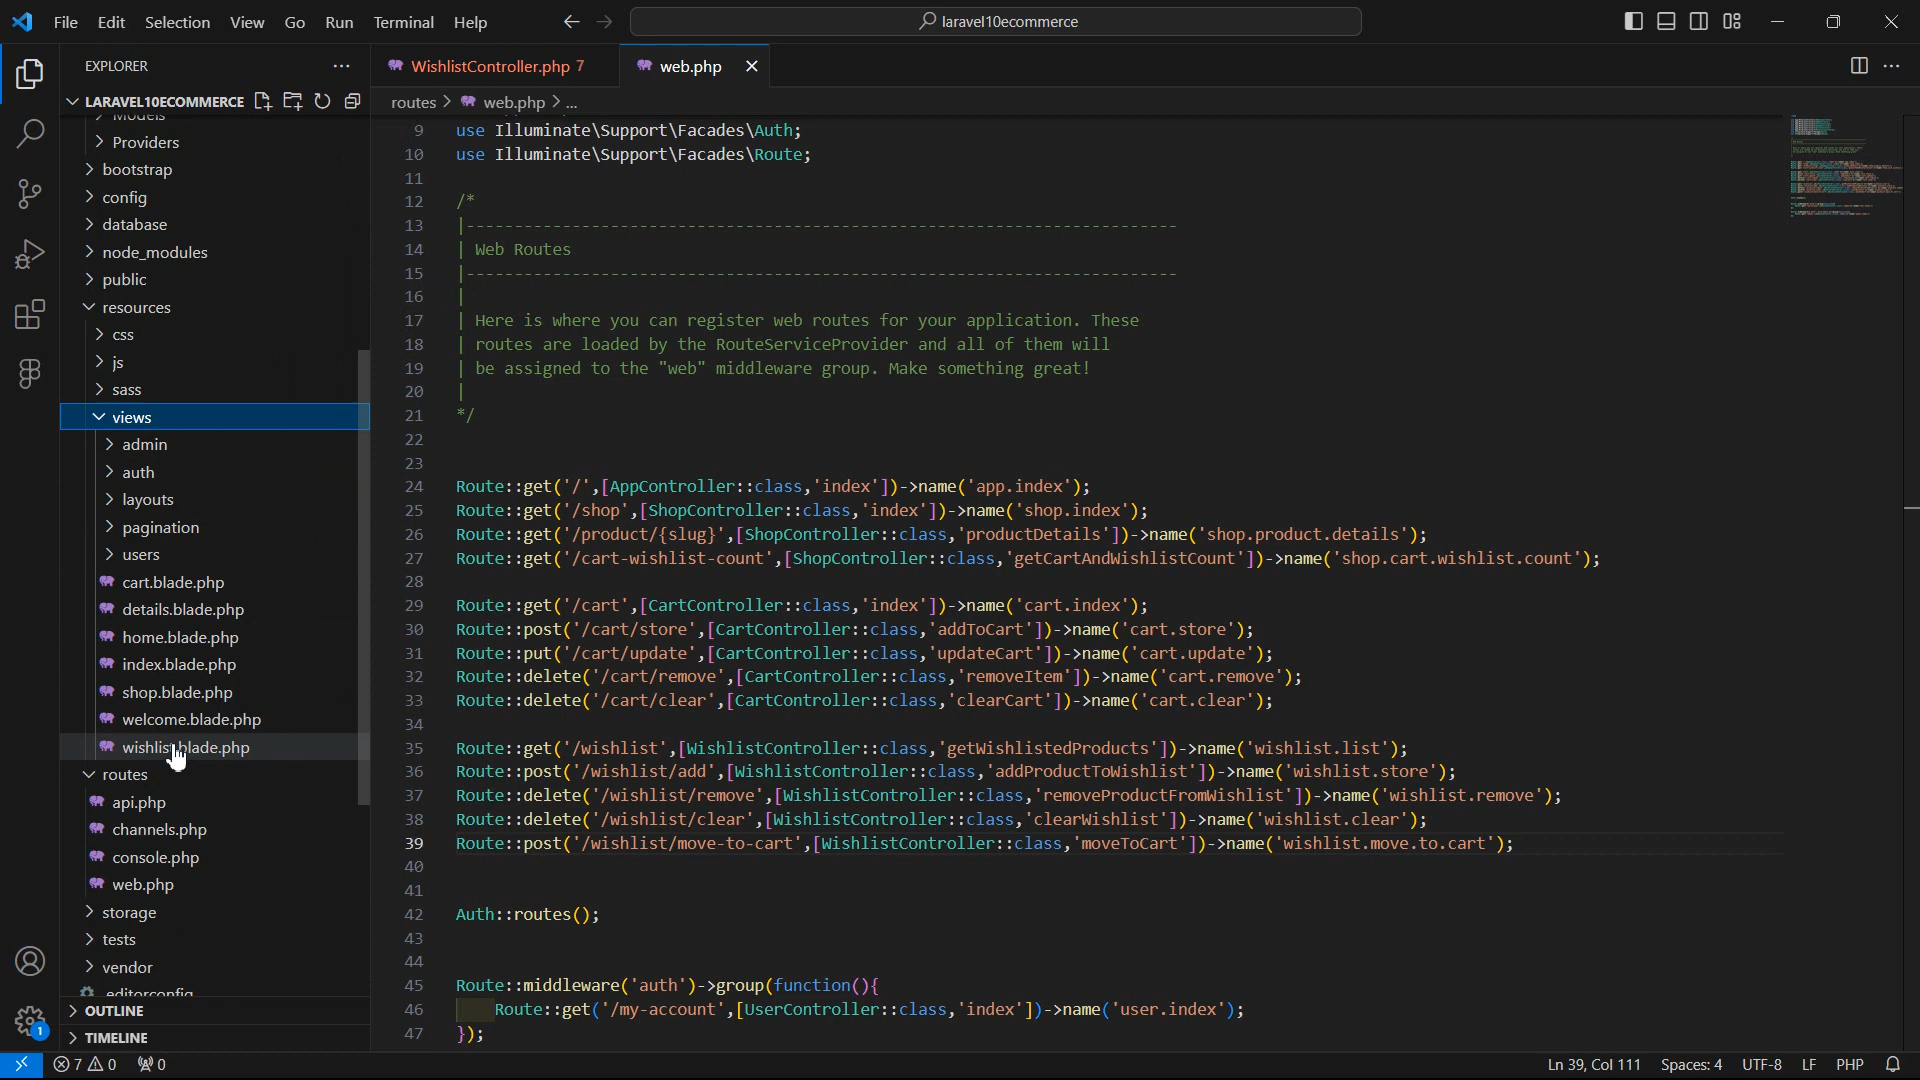 File Edit Selection View Go Run Terminal Help
laravel10ecommerce
EXPLORER
LARAVEL10ECOMMERCE
Models
Providers
bootstrap
config
database
node_modules
public
resources
css
js
sass
views
admin
auth
layouts
pagination
users
cart.blade.php
details.blade.php
home.blade.php
index.blade.php
shop.blade.php
welcome.blade.php
wishlist.blade.php
routes
api.php
channels.php
console.php
web.php
storage
tests
vendor
.editorconfig
OUTLINE
TIMELINE
1
WishlistController.php 7
web.php
routes > web.php > ...
9 use Illuminate\Support\Facades\Auth;
10 use Illuminate\Support\Facades\Route;
11
12 /*
13 |--------------------------------------------------------------------------
14 | Web Routes
15 |--------------------------------------------------------------------------
16 |
17 | Here is where you can register web routes for your application. These
18 | routes are loaded by the RouteServiceProvider and all of them will
19 | be assigned to the "web" middleware group. Make something great!
20 |
21 */
22
23
24 Route::get('/',[AppController::class,'index'])->name('app.index');
25 Route::get('/shop',[ShopController::class,'index'])->name('shop.index');
26 Route::get('/product/{slug}',[ShopController::class,'productDetails'])->name('shop.product.details');
27 Route::get('/cart-wishlist-count',[ShopController::class,'getCartAndWishlistCount'])->name('shop.cart.wishlist.count');
28
29 Route::get('/cart',[CartController::class,'index'])->name('cart.index');
30 Route::post('/cart/store',[CartController::class,'addToCart'])->name('cart.store');
31 Route::put('/cart/update',[CartController::class,'updateCart'])->name('cart.update');
32 Route::delete('/cart/remove',[CartController::class,'removeItem'])->name('cart.remove');
33 Route::delete('/cart/clear',[CartController::class,'clearCart'])->name('cart.clear');
34
35 Route::get('/wishlist',[WishlistController::class,'getWishlistedProducts'])->name('wishlist.list');
36 Route::post('/wishlist/add',[WishlistController::class,'addProductToWishlist'])->name('wishlist.store');
37 Route::delete('/wishlist/remove',[WishlistController::class,'removeProductFromWishlist'])->name('wishlist.remove');
38 Route::delete('/wishlist/clear',[WishlistController::class,'clearWishlist'])->name('wishlist.clear');
39 Route::post('/wishlist/move-to-cart',[WishlistController::class,'moveToCart'])->name('wishlist.move.to.cart');
40
41
42 Auth::routes();
43
44
45 Route::middleware('auth')->group(function(){
46 Route::get('/my-account',[UserController::class,'index'])->name('user.index');
47 });
7 0 0 Ln 39, Col 111 Spaces: 4 UTF-8 LF PHP